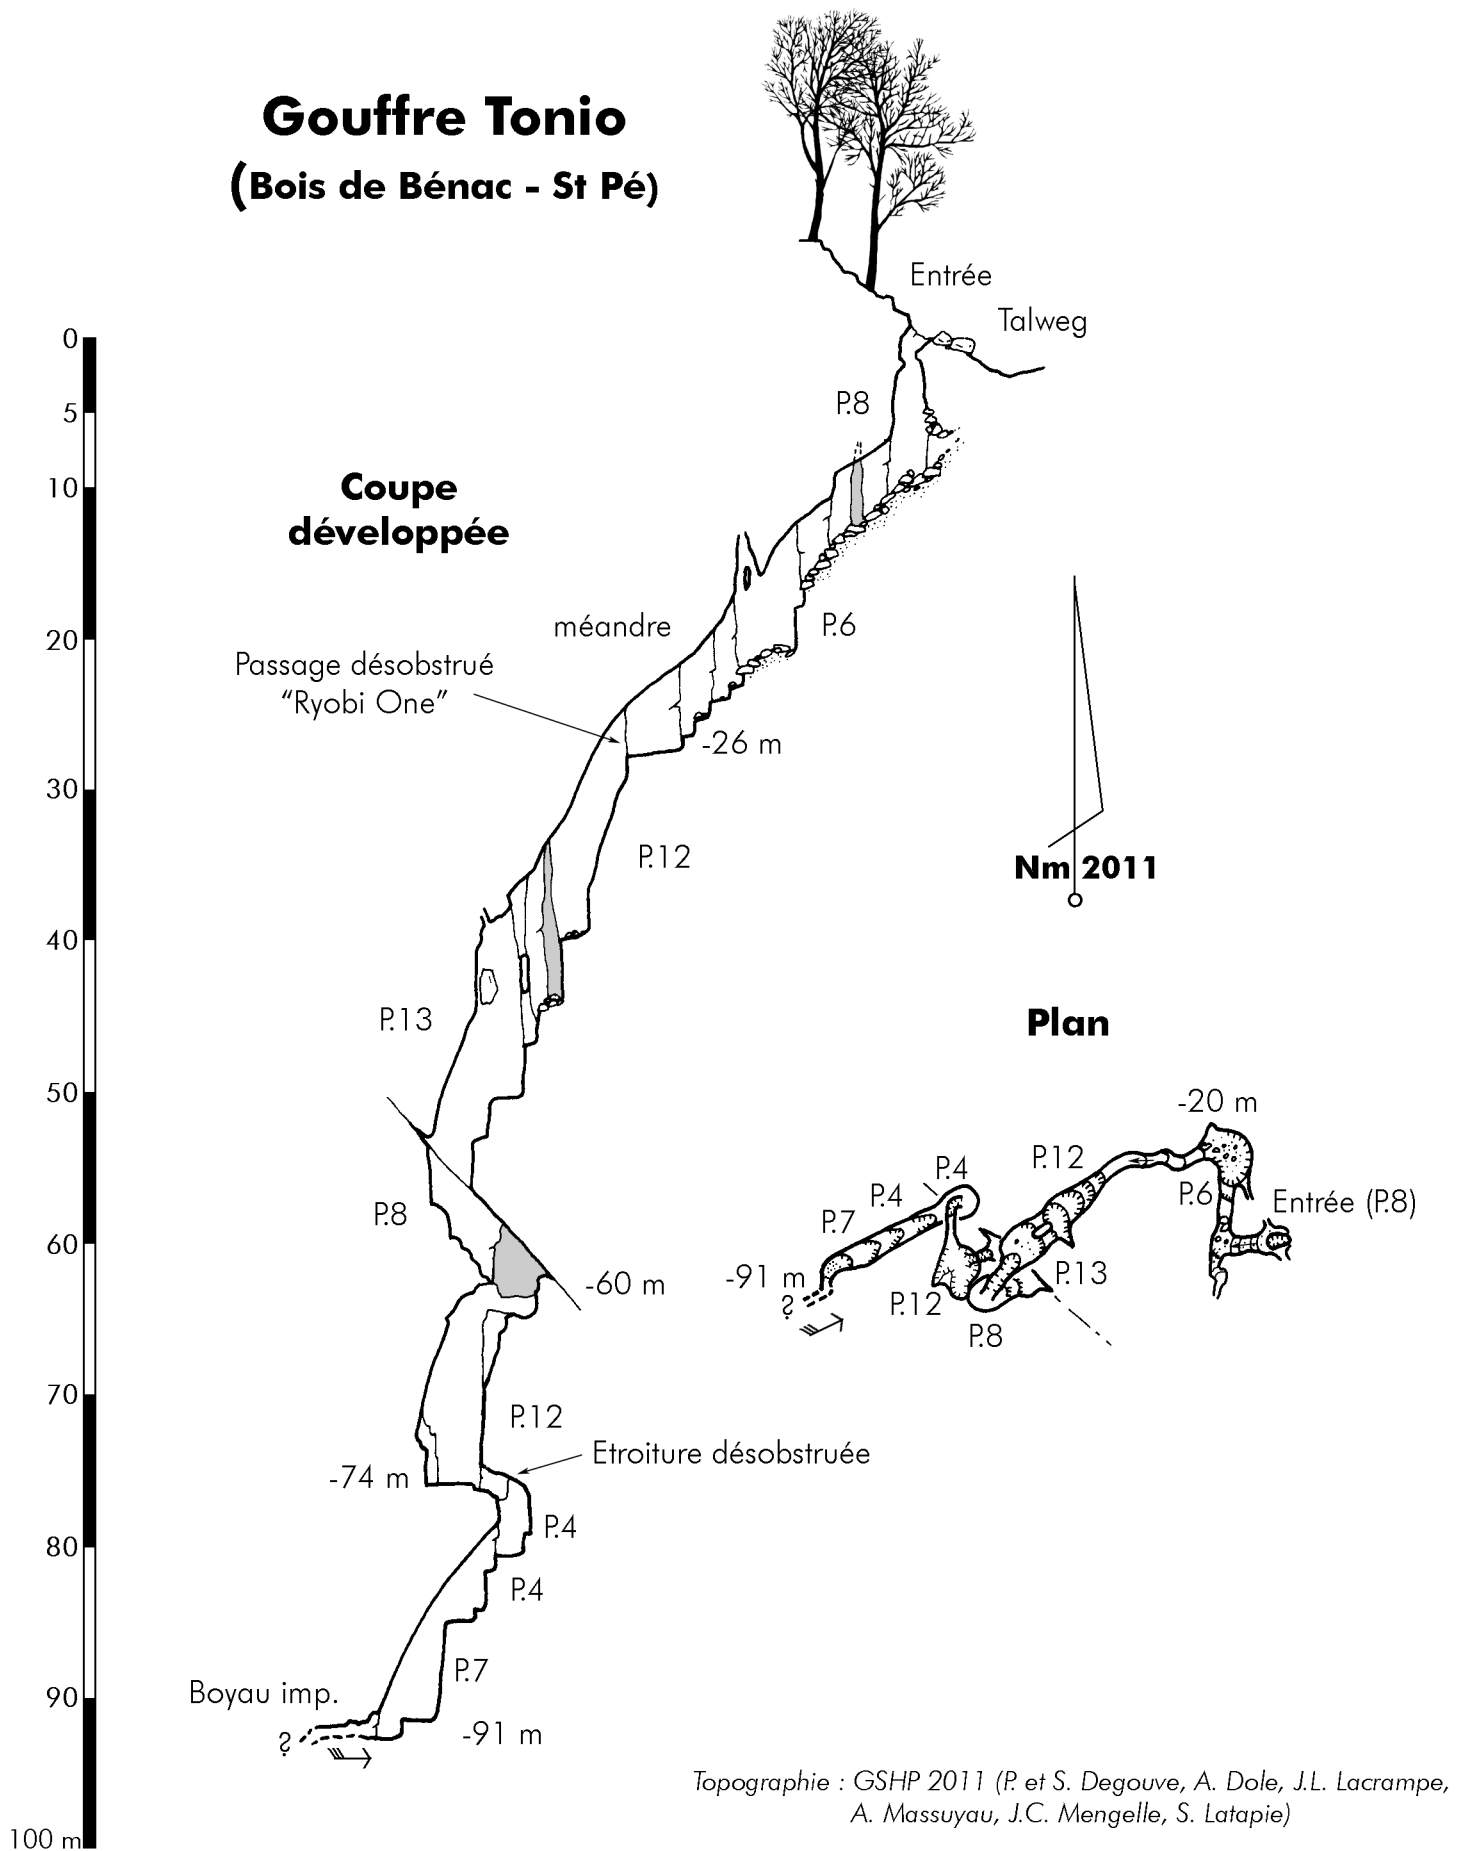 Gouffre Tonio
(Bois de Bénac - St Pé)
Entrée
Talweg
0
5
10
20
30
40
50
60
70
80
90
100 m
P.8
Coupe
développée
P.6
méandre
Passage désobstrué
“Ryobi One”
-26 m
P.12
Nm 2011
P.13
P.8
-60 m
P.12
Etroiture désobstruée
-74 m
P.4
P.4
P.7
Boyau imp.
?
-91 m
Plan
-20 m
P.12
P.4
P.4
P.6
Entrée (P.8)
P.7
-91 m
?
P.13
P.12
P.8
Topographie : GSHP 2011 (P. et S. Degouve, A. Dole, J.L. Lacrampe,
A. Massuyau, J.C. Mengelle, S. Latapie)